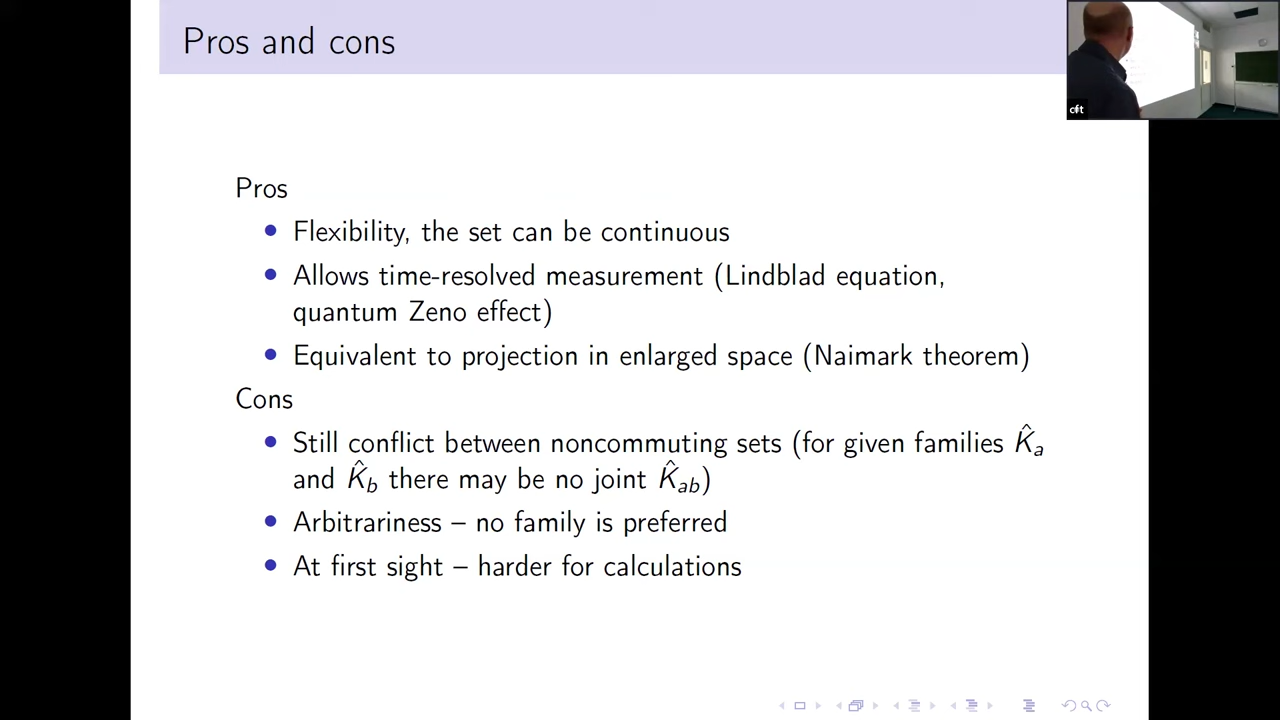 Pros and cons
cft
Pros
• Flexibility, the set can be continuous
• Allows time-resolved measurement (Lindblad equation,
quantum Zeno effect)
• Equivalent to projection in enlarged space (Naimark theorem)
Cons
• Still conflict between noncommuting sets (for given families K̂ₐ
and K̂_b there may be no joint K̂_ab)
• Arbitrariness – no family is preferred
• At first sight – harder for calculations